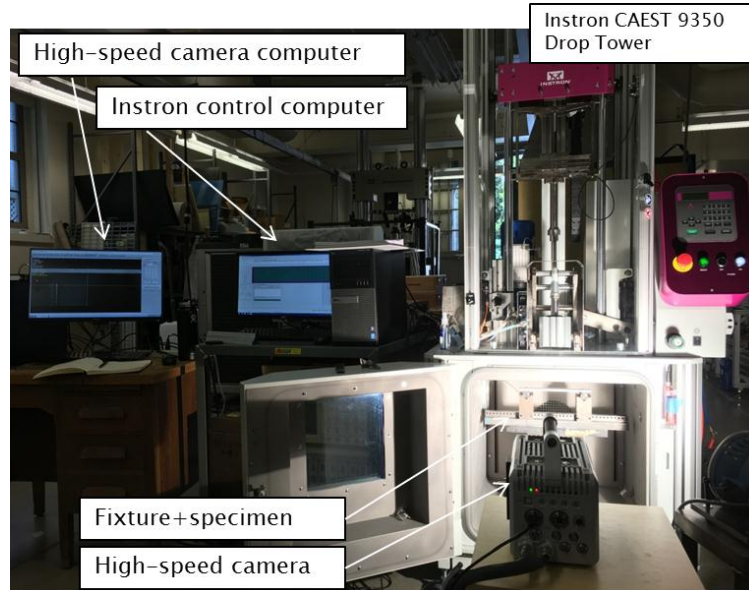 Instron CAEST 9350
Drop Tower
High-speed camera computer
Instron control computer
INSTRON
Fixture+specimen
High-speed camera